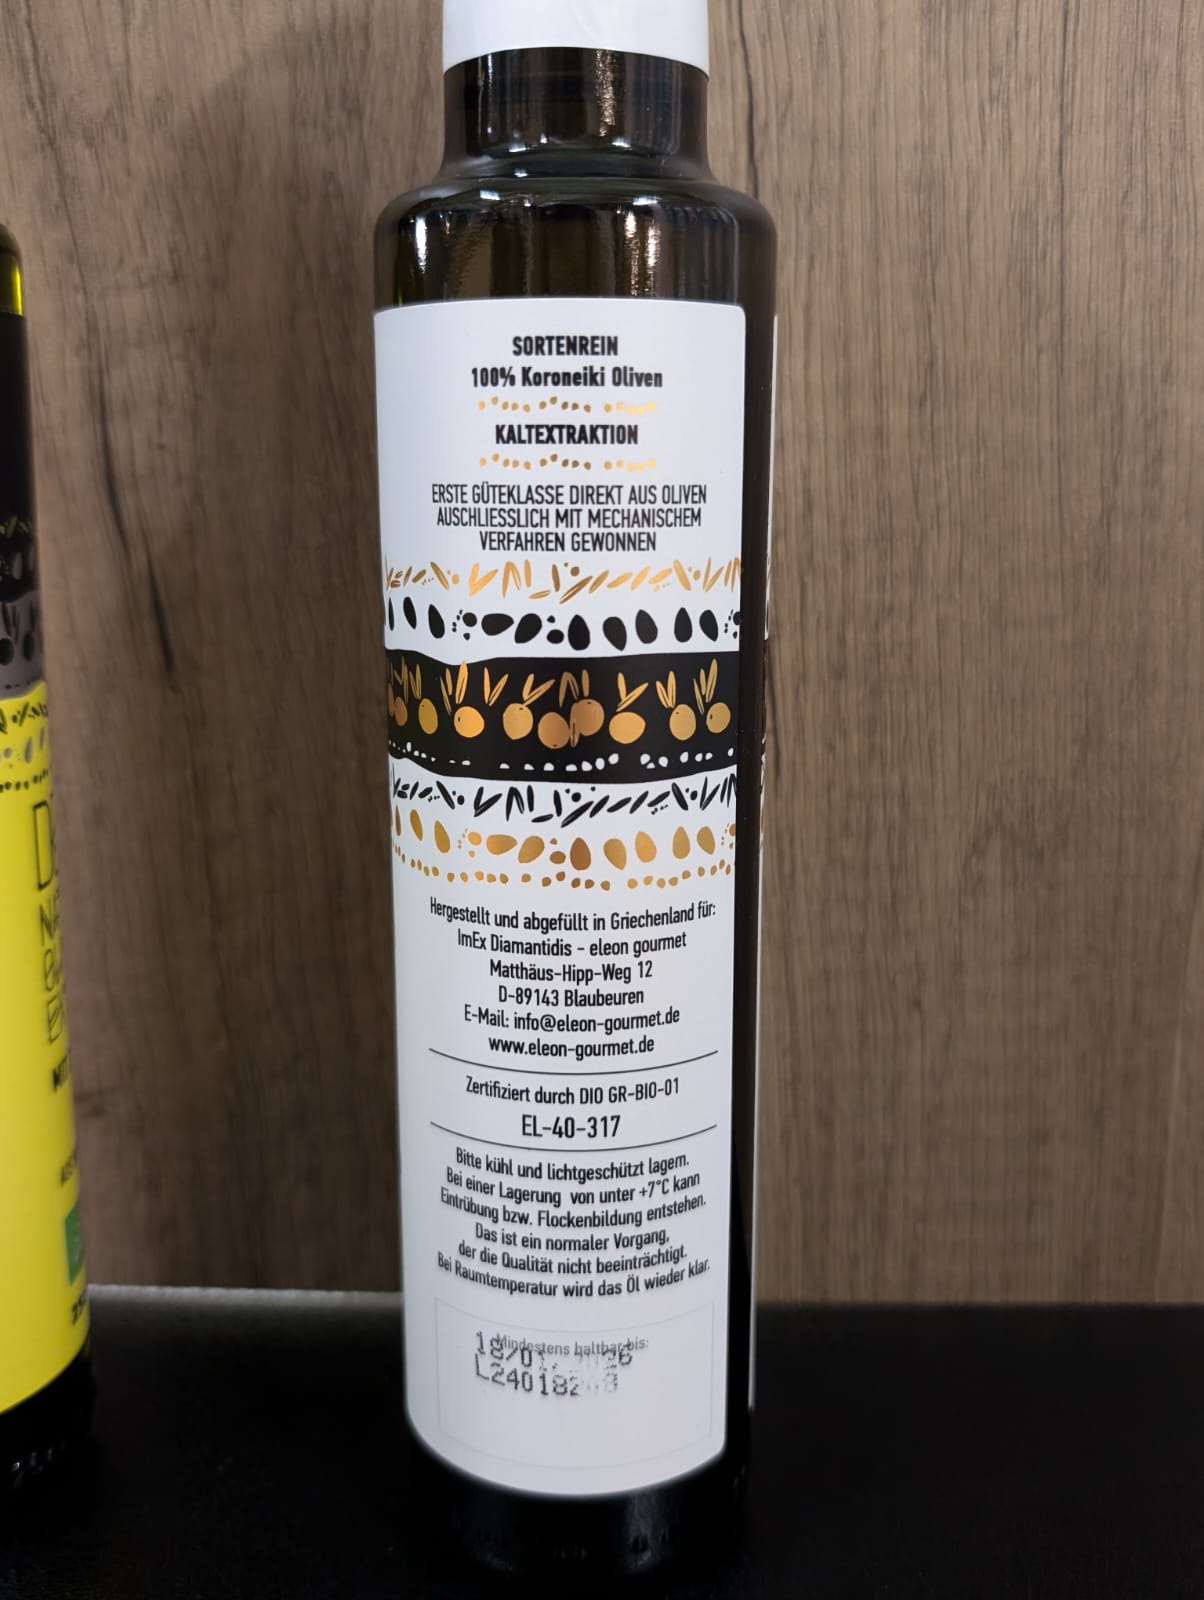 SORTENREIN
100% Koroneiki Oliven
KALTEXTRAKTION
ERSTE GÜTEKLASSE DIREKT AUS OLIVEN
AUSCHLIESSLICH MIT MECHANISCHEM
VERFAHREN GEWONNEN
Hergestellt und abgefüllt in Griechenland für:
ImEx Diamantidis - eleon gourmet
Matthäus-Hipp-Weg 12
D-89143 Blaubeuren
E-Mail: info@eleon-gourmet.de
www.eleon-gourmet.de
Zertifiziert durch DIO GR-BIO-01
EL-40-317
Bitte kühl und lichtgeschützt lagern.
Bei einer Lagerung von unter +7°C kann
Eintrübung bzw. Flockenbildung entstehen.
Das ist ein normaler Vorgang,
der die Qualität nicht beeinträchtigt.
Bei Raumtemperatur wird das Öl wieder klar.
Mindestens haltbar bis: